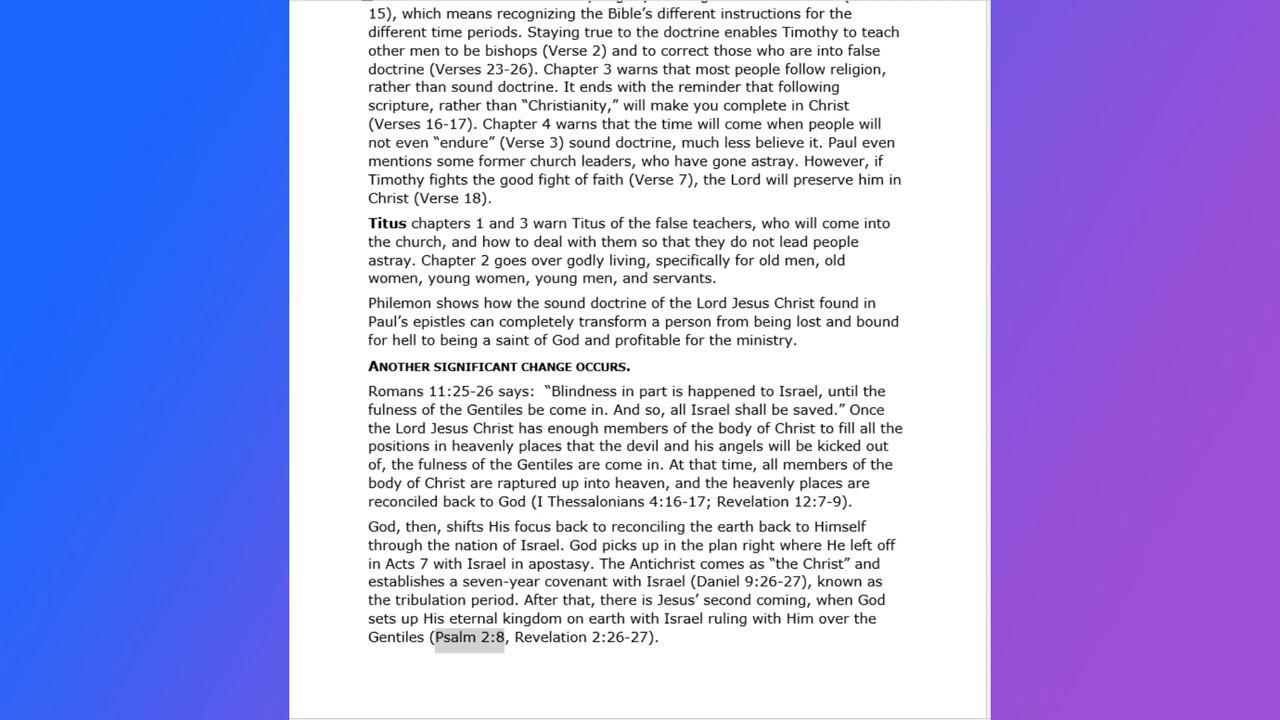 15), which means recognizing the Bible's different instructions for the
different time periods. Staying true to the doctrine enables Timothy to teach
other men to be bishops (Verse 2) and to correct those who are into false
doctrine (Verses 23-26). Chapter 3 warns that most people follow religion,
rather than sound doctrine. It ends with the reminder that following
scripture, rather than “Christianity,” will make you complete in Christ
(Verses 16-17). Chapter 4 warns that the time will come when people will
not even “endure” (Verse 3) sound doctrine, much less believe it. Paul even
mentions some former church leaders, who have gone astray. However, if
Timothy fights the good fight of faith (Verse 7), the Lord will preserve him in
Christ (Verse 18).
Titus chapters 1 and 3 warn Titus of the false teachers, who will come into
the church, and how to deal with them so that they do not lead people
astray. Chapter 2 goes over godly living, specifically for old men, old
women, young women, young men, and servants.
Philemon shows how the sound doctrine of the Lord Jesus Christ found in
Paul's epistles can completely transform a person from being lost and bound
for hell to being a saint of God and profitable for the ministry.
ANOTHER SIGNIFICANT CHANGE OCCURS.
Romans 11:25-26 says:  “Blindness in part is happened to Israel, until the
fulness of the Gentiles be come in. And so, all Israel shall be saved.” Once
the Lord Jesus Christ has enough members of the body of Christ to fill all the
positions in heavenly places that the devil and his angels will be kicked out
of, the fulness of the Gentiles are come in. At that time, all members of the
body of Christ are raptured up into heaven, and the heavenly places are
reconciled back to God (I Thessalonians 4:16-17; Revelation 12:7-9).
God, then, shifts His focus back to reconciling the earth back to Himself
through the nation of Israel. God picks up in the plan right where He left off
in Acts 7 with Israel in apostasy. The Antichrist comes as “the Christ” and
establishes a seven-year covenant with Israel (Daniel 9:26-27), known as
the tribulation period. After that, there is Jesus' second coming, when God
sets up His eternal kingdom on earth with Israel ruling with Him over the
Gentiles (Psalm 2:8, Revelation 2:26-27).